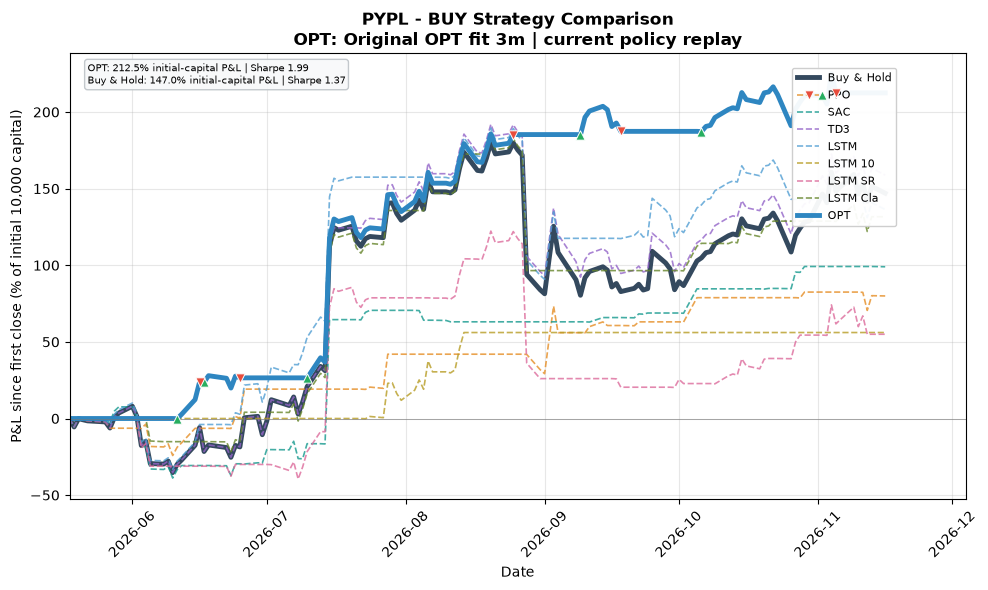 PYPL - BUY Strategy Comparison
OPT: Original OPT fit 3m | current policy replay
OPT: 212.5% initial-capital P&L | Sharpe 1.99
Buy & Hold: 147.0% initial-capital P&L | Sharpe 1.37
Buy & Hold
PPO
SAC
TD3
LSTM
LSTM 10
LSTM SR
LSTM Cla
OPT
P&L since first close (% of initial 10,000 capital)
200
150
100
50
0
−50
2026-06
2026-07
2026-08
2026-09
2026-10
2026-11
2026-12
Date